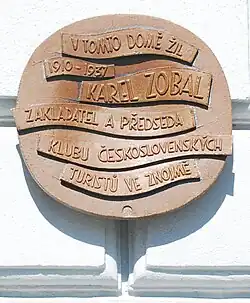 V TOMTO DOMĚ ŽIL
1910-1937
KAREL ZOBAL
ZAKLADATEL A PŘEDSEDA
KLUBU ČESKOSLOVENSKÝCH
TURISTŮ VE ZNOJMĚ